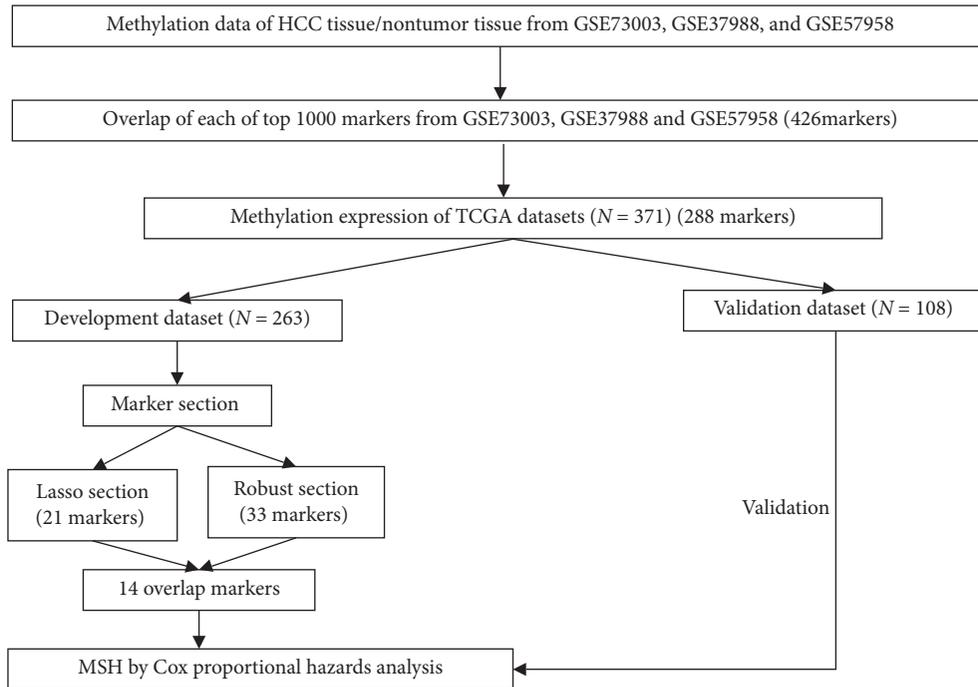 Methylation data of HCC tissue/nontumor tissue from GSE73003, GSE37988, and GSE57958
Overlap of each of top 1000 markers from GSE73003, GSE37988 and GSE57958 (426markers)
Methylation expression of TCGA datasets (N = 371) (288 markers)
Development dataset (N = 263)
Validation dataset (N = 108)
Marker section
Lasso section
(21 markers)
Robust section
(33 markers)
Validation
14 overlap markers
MSH by Cox proportional hazards analysis